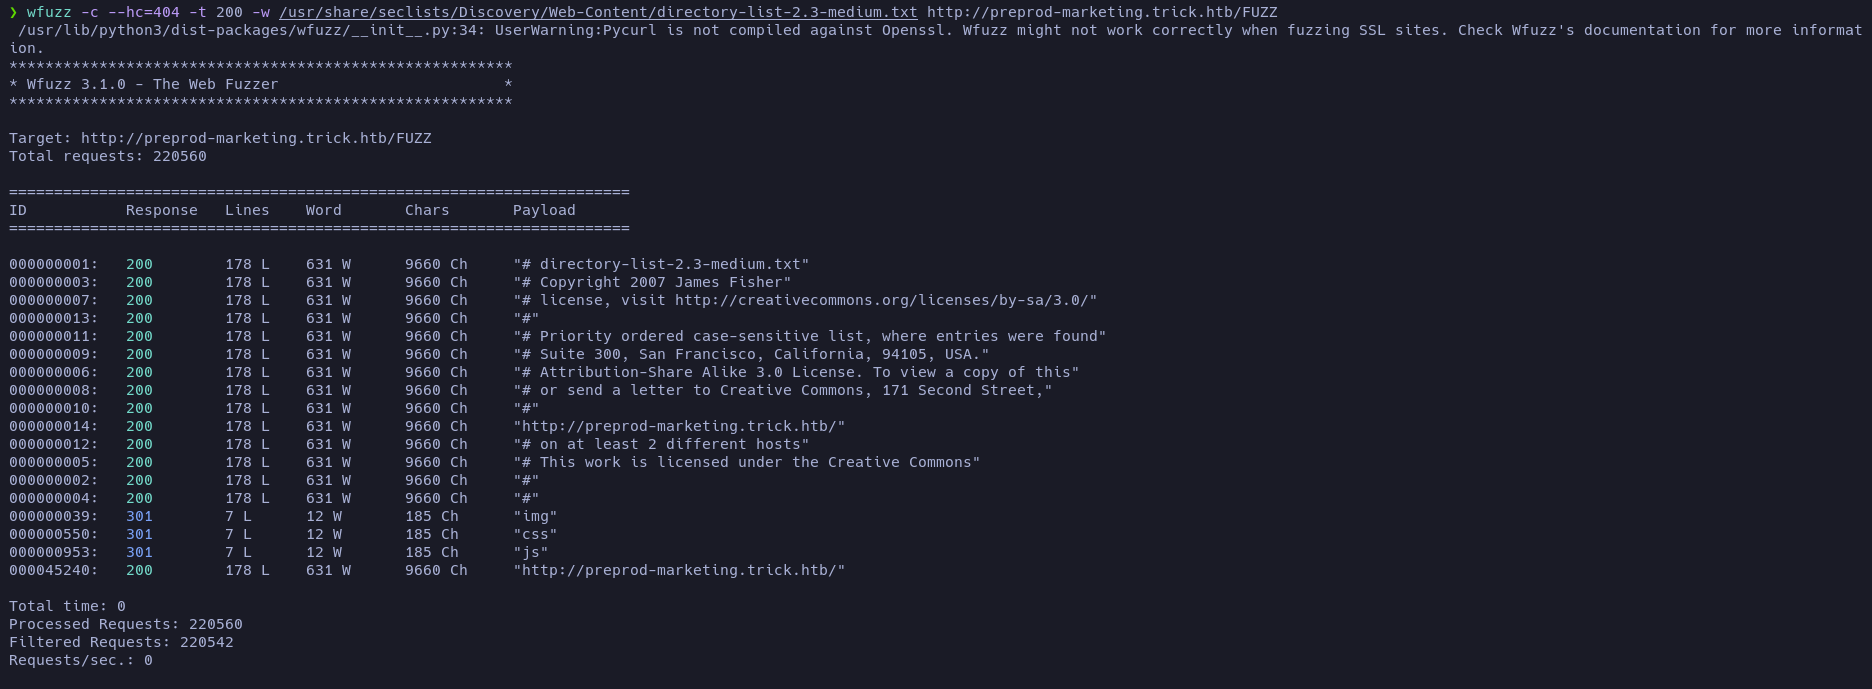 ❯ wfuzz -c --hc=404 -t 200 -w /usr/share/seclists/Discovery/Web-Content/directory-list-2.3-medium.txt http://preprod-marketing.trick.htb/FUZZ
 /usr/lib/python3/dist-packages/wfuzz/__init__.py:34: UserWarning:Pycurl is not compiled against Openssl. Wfuzz might not work correctly when fuzzing SSL sites. Check Wfuzz's documentation for more informat
ion.
********************************************************
* Wfuzz 3.1.0 - The Web Fuzzer                         *
********************************************************

Target: http://preprod-marketing.trick.htb/FUZZ
Total requests: 220560

=====================================================================
ID           Response   Lines    Word       Chars       Payload
=====================================================================

000000001:   200        178 L    631 W      9660 Ch     "# directory-list-2.3-medium.txt"
000000003:   200        178 L    631 W      9660 Ch     "# Copyright 2007 James Fisher"
000000007:   200        178 L    631 W      9660 Ch     "# license, visit http://creativecommons.org/licenses/by-sa/3.0/"
000000013:   200        178 L    631 W      9660 Ch     "#"
000000011:   200        178 L    631 W      9660 Ch     "# Priority ordered case-sensitive list, where entries were found"
000000009:   200        178 L    631 W      9660 Ch     "# Suite 300, San Francisco, California, 94105, USA."
000000006:   200        178 L    631 W      9660 Ch     "# Attribution-Share Alike 3.0 License. To view a copy of this"
000000008:   200        178 L    631 W      9660 Ch     "# or send a letter to Creative Commons, 171 Second Street,"
000000010:   200        178 L    631 W      9660 Ch     "#"
000000014:   200        178 L    631 W      9660 Ch     "http://preprod-marketing.trick.htb/"
000000012:   200        178 L    631 W      9660 Ch     "# on at least 2 different hosts"
000000005:   200        178 L    631 W      9660 Ch     "# This work is licensed under the Creative Commons"
000000002:   200        178 L    631 W      9660 Ch     "#"
000000004:   200        178 L    631 W      9660 Ch     "#"
000000039:   301        7 L      12 W       185 Ch      "img"
000000550:   301        7 L      12 W       185 Ch      "css"
000000953:   301        7 L      12 W       185 Ch      "js"
000045240:   200        178 L    631 W      9660 Ch     "http://preprod-marketing.trick.htb/"

Total time: 0
Processed Requests: 220560
Filtered Requests: 220542
Requests/sec.: 0